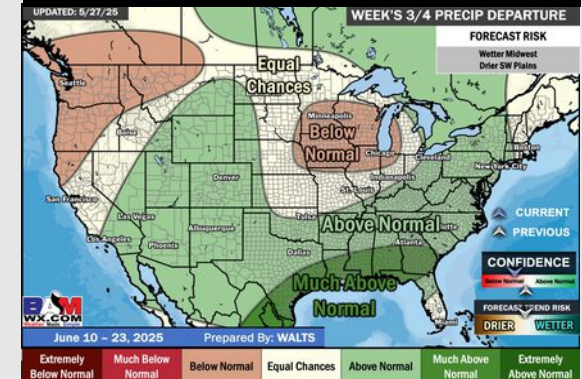 UPDATED: 5/27/25
WEEK'S 3/4 PRECIP DEPARTURE
FORECAST RISK
Wetter Midwest
Drier SW Plains
Equal
Chances
Seattle
Minneapolis
Below
Normal
Boise
Chicago
Cleveland
Boston
New York City
Indianapolis
Denver
St. Louis
San Francisco
Las Vegas
Tulsa
Above Normal
Los Angeles
Albuquerque
Phoenix
Atlanta
Dallas
CURRENT
PREVIOUS
Much Above
Normal
CONFIDENCE
Below Normal
Above Normal
FORECAST TREND RISK
DRIER
WETTER
Miami
BAM
WX.COM
June 10 – 23, 2025
Prepared By: WALTS
Extremely
Below Normal
Much Below
Normal
Below Normal
Equal Chances
Above Normal
Much Above
Normal
Extremely
Above Normal